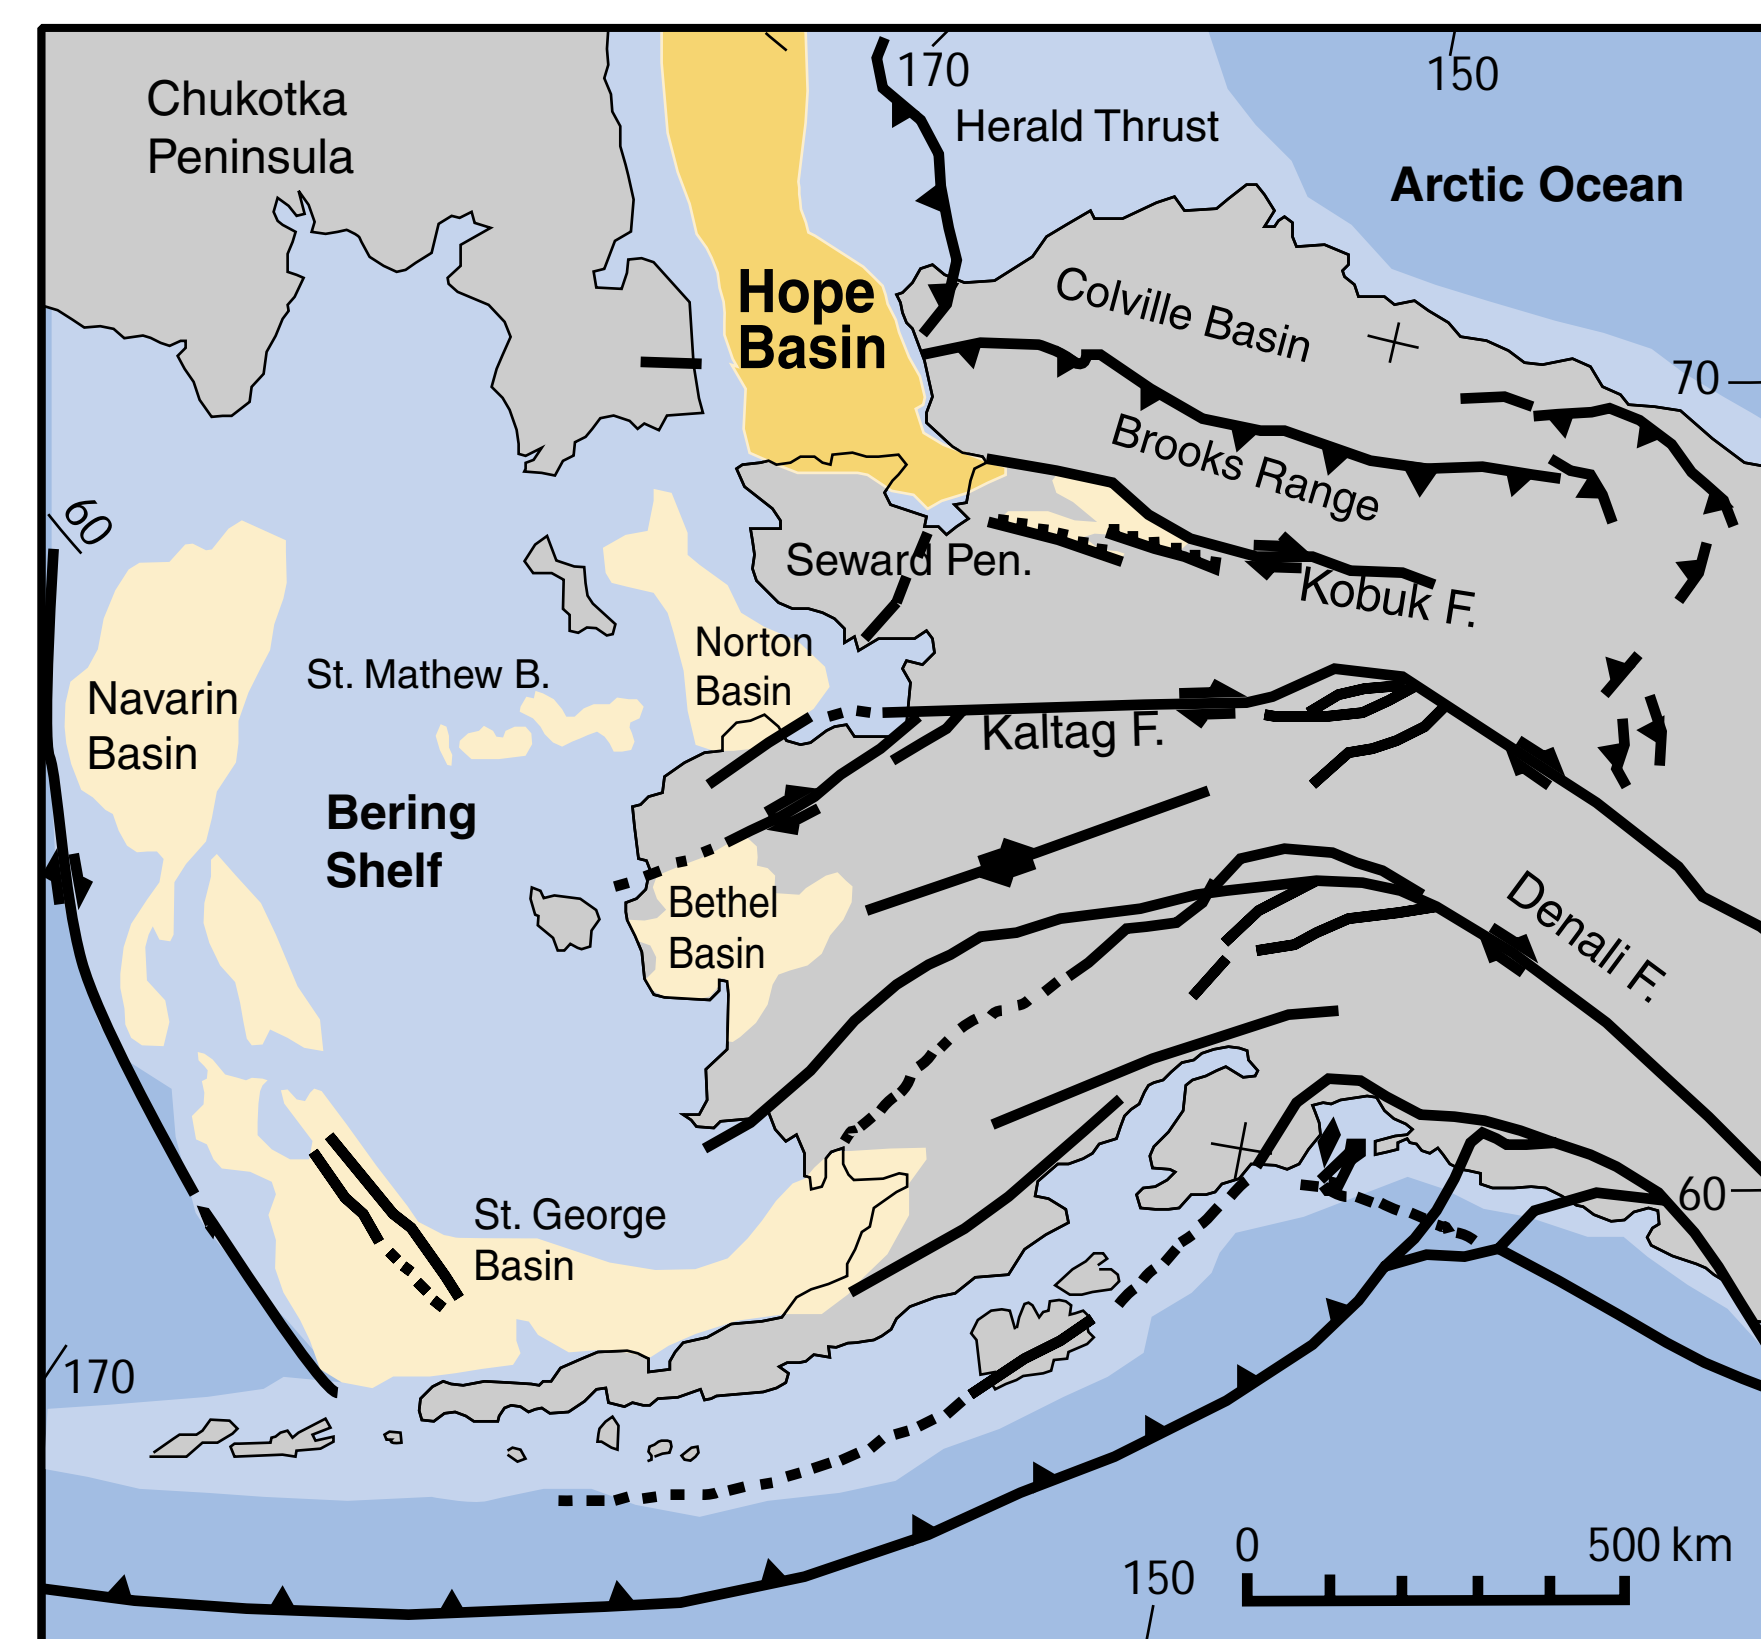 170
150
Chukotka
Peninsula
Herald Thrust
Arctic Ocean
Hope
Basin
Colville Basin
70
Brooks Range
60
Seward Pen.
Kobuk F.
Norton
Basin
St. Mathew B.
Navarin
Basin
Kaltag F.
Bering
Shelf
Bethel
Basin
Denali F.
60
St. George
Basin
170
0
500 km
150